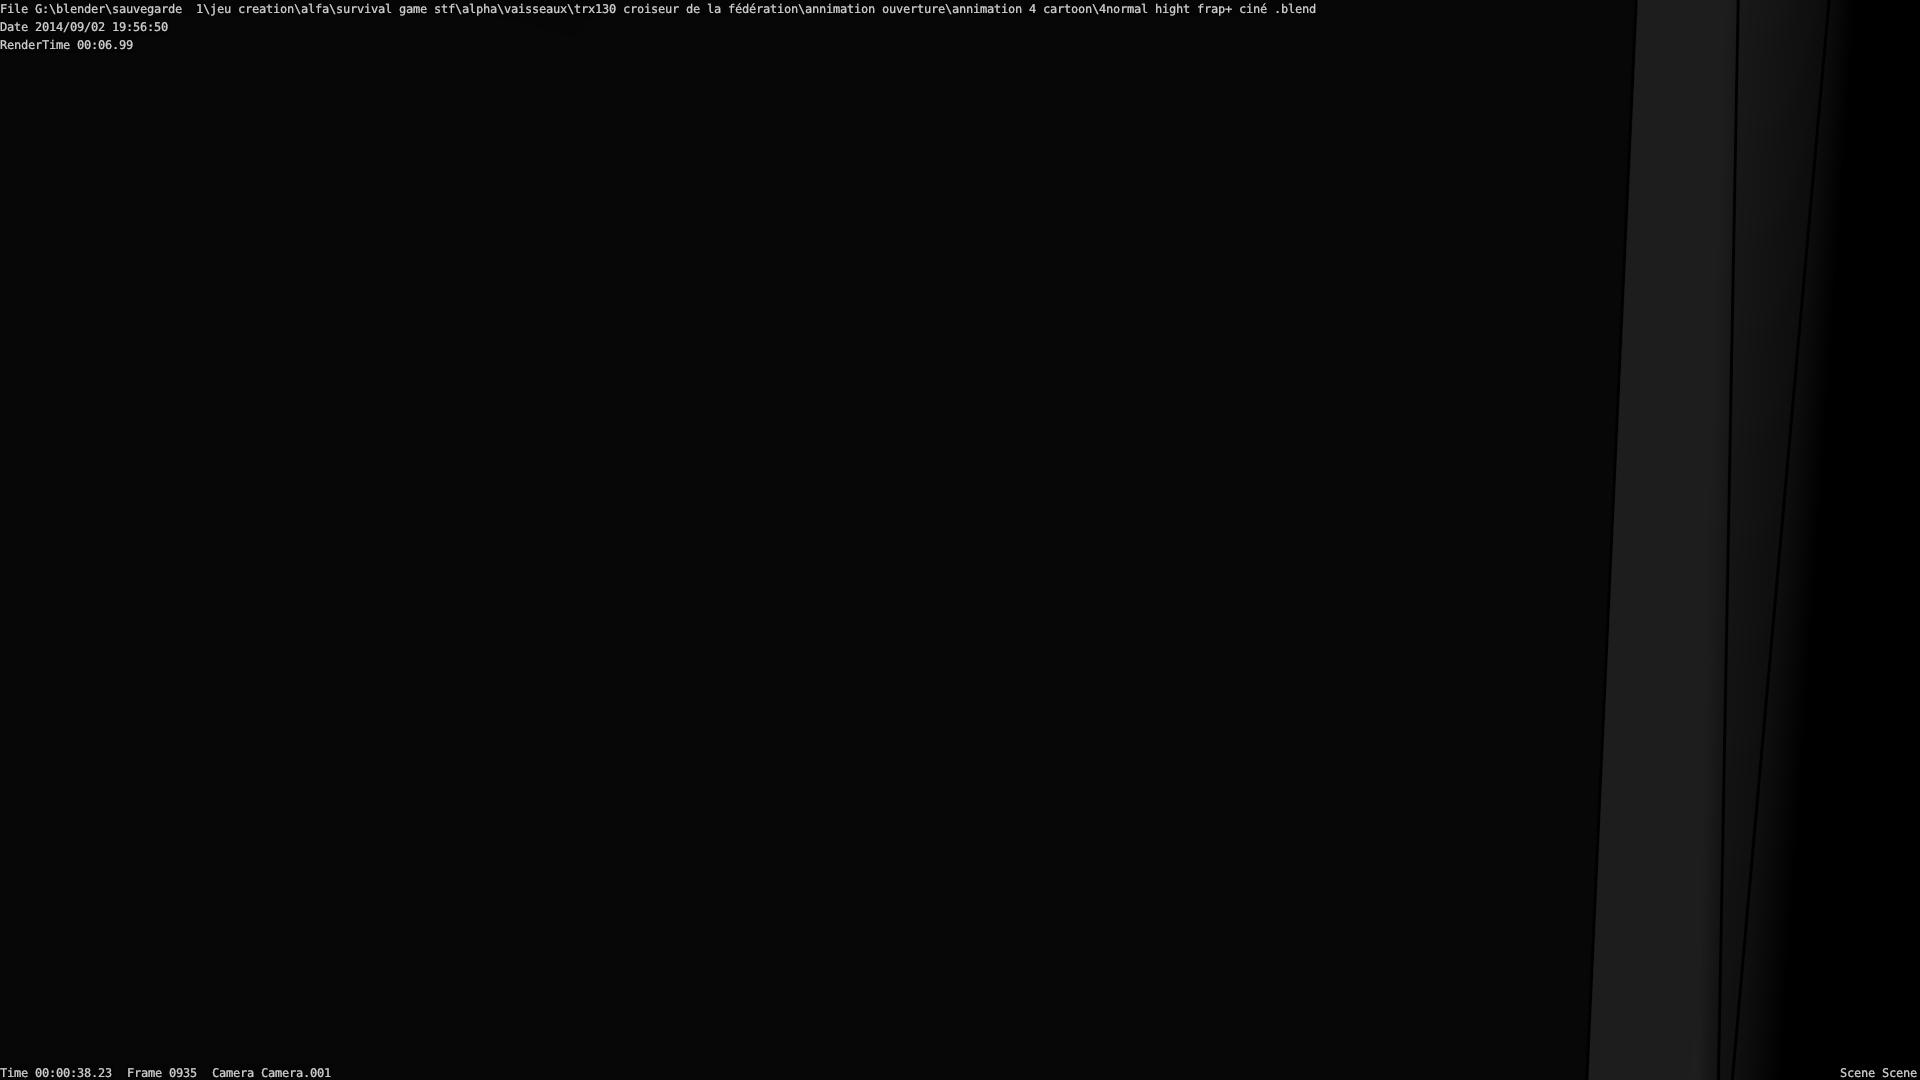 File G:\blender\sauvegarde  1\jeu creation\alfa\survival game stf\alpha\vaisseaux\trx130 croiseur de la fédération\annimation ouverture\annimation 4 cartoon\4normal hight frap+ ciné .blend
Date 2014/09/02 19:56:50
RenderTime 00:06.99
Time 00:00:38.23  Frame 0935  Camera Camera.001
Scene Scene